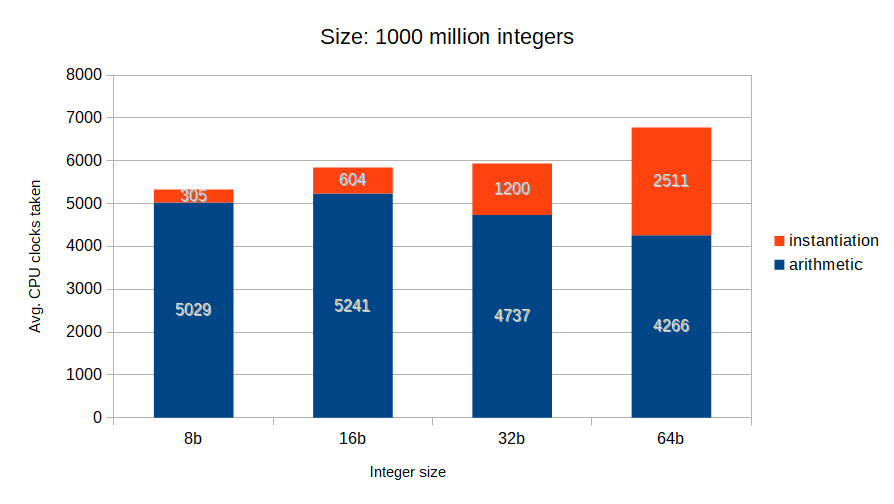 Size: 1000 million integers
8000
7000
6000
5000
4000
3000
2000
1000
0
Avg. CPU clocks taken
305
604
1200
2511
5029
5241
4737
4266
instantiation
arithmetic
8b
16b
32b
64b
Integer size